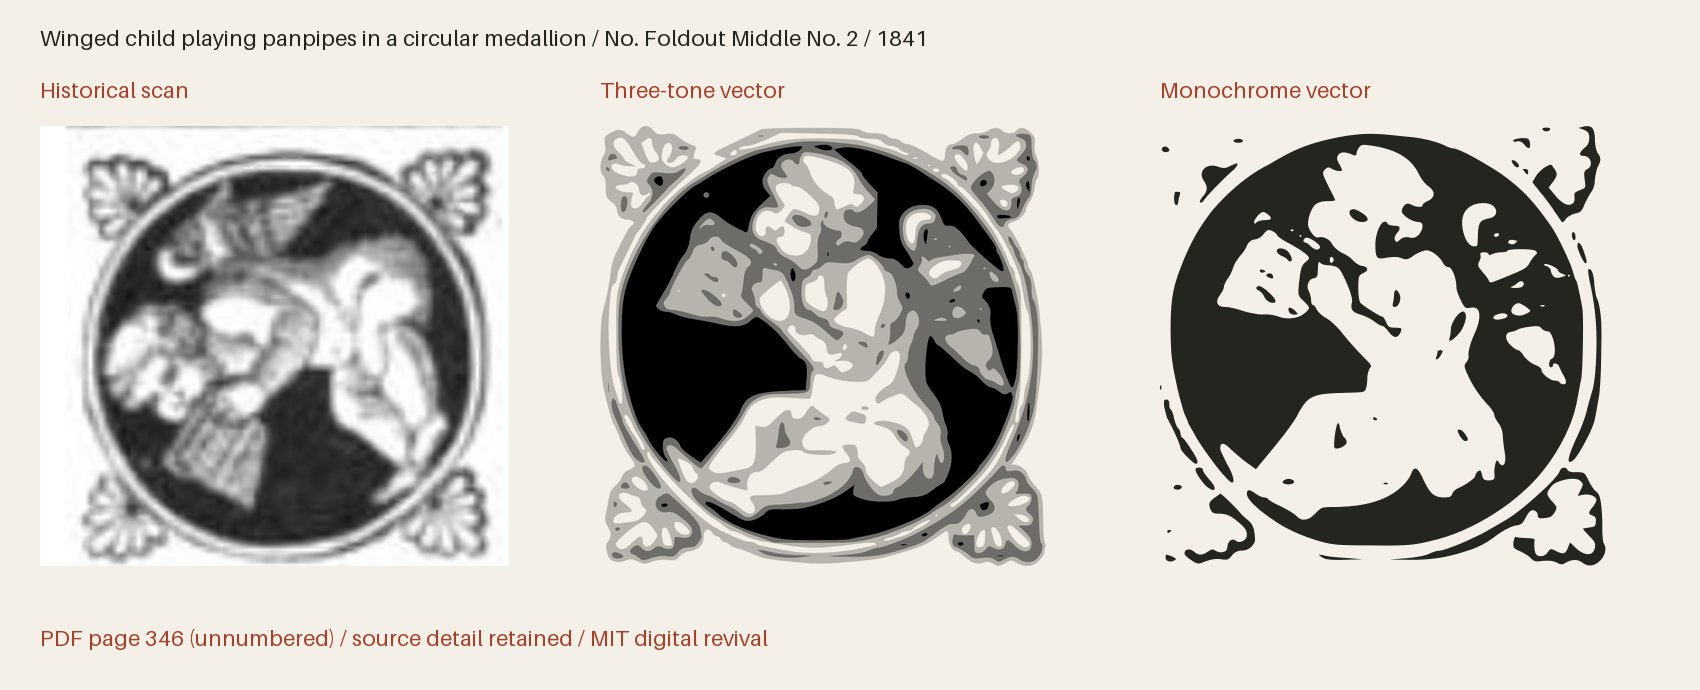 Winged child playing panpipes in a circular medallion / No. Foldout Middle No. 2 / 1841
Historical scan
Three-tone vector
Monochrome vector
PDF page 346 (unnumbered) / source detail retained / MIT digital revival